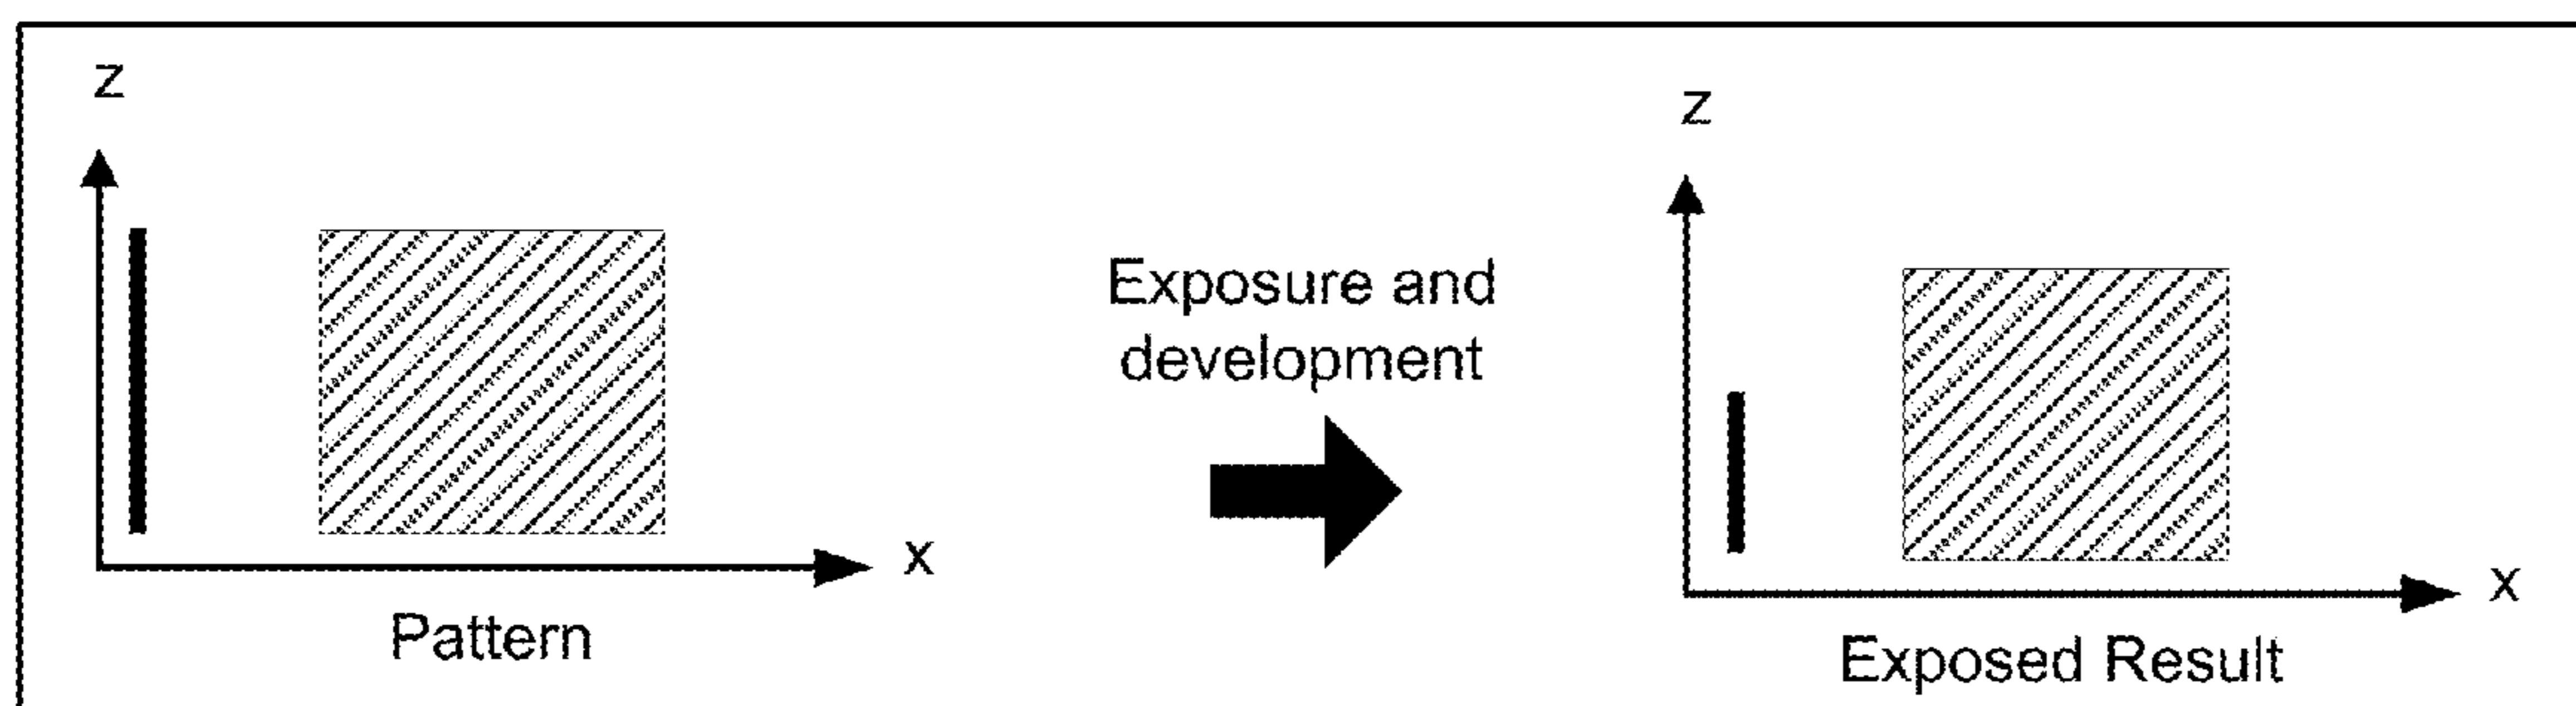 z
x
Pattern
Exposure and
development
z
x
Exposed Result